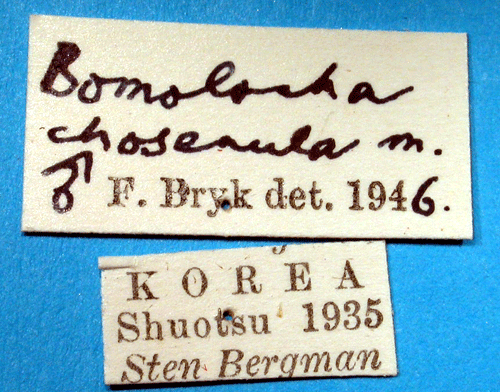 Bomolocha
chosenula m.
♂ F. Bryk det. 1946.
KOREA
Shuotsu 1935
Sten Bergman